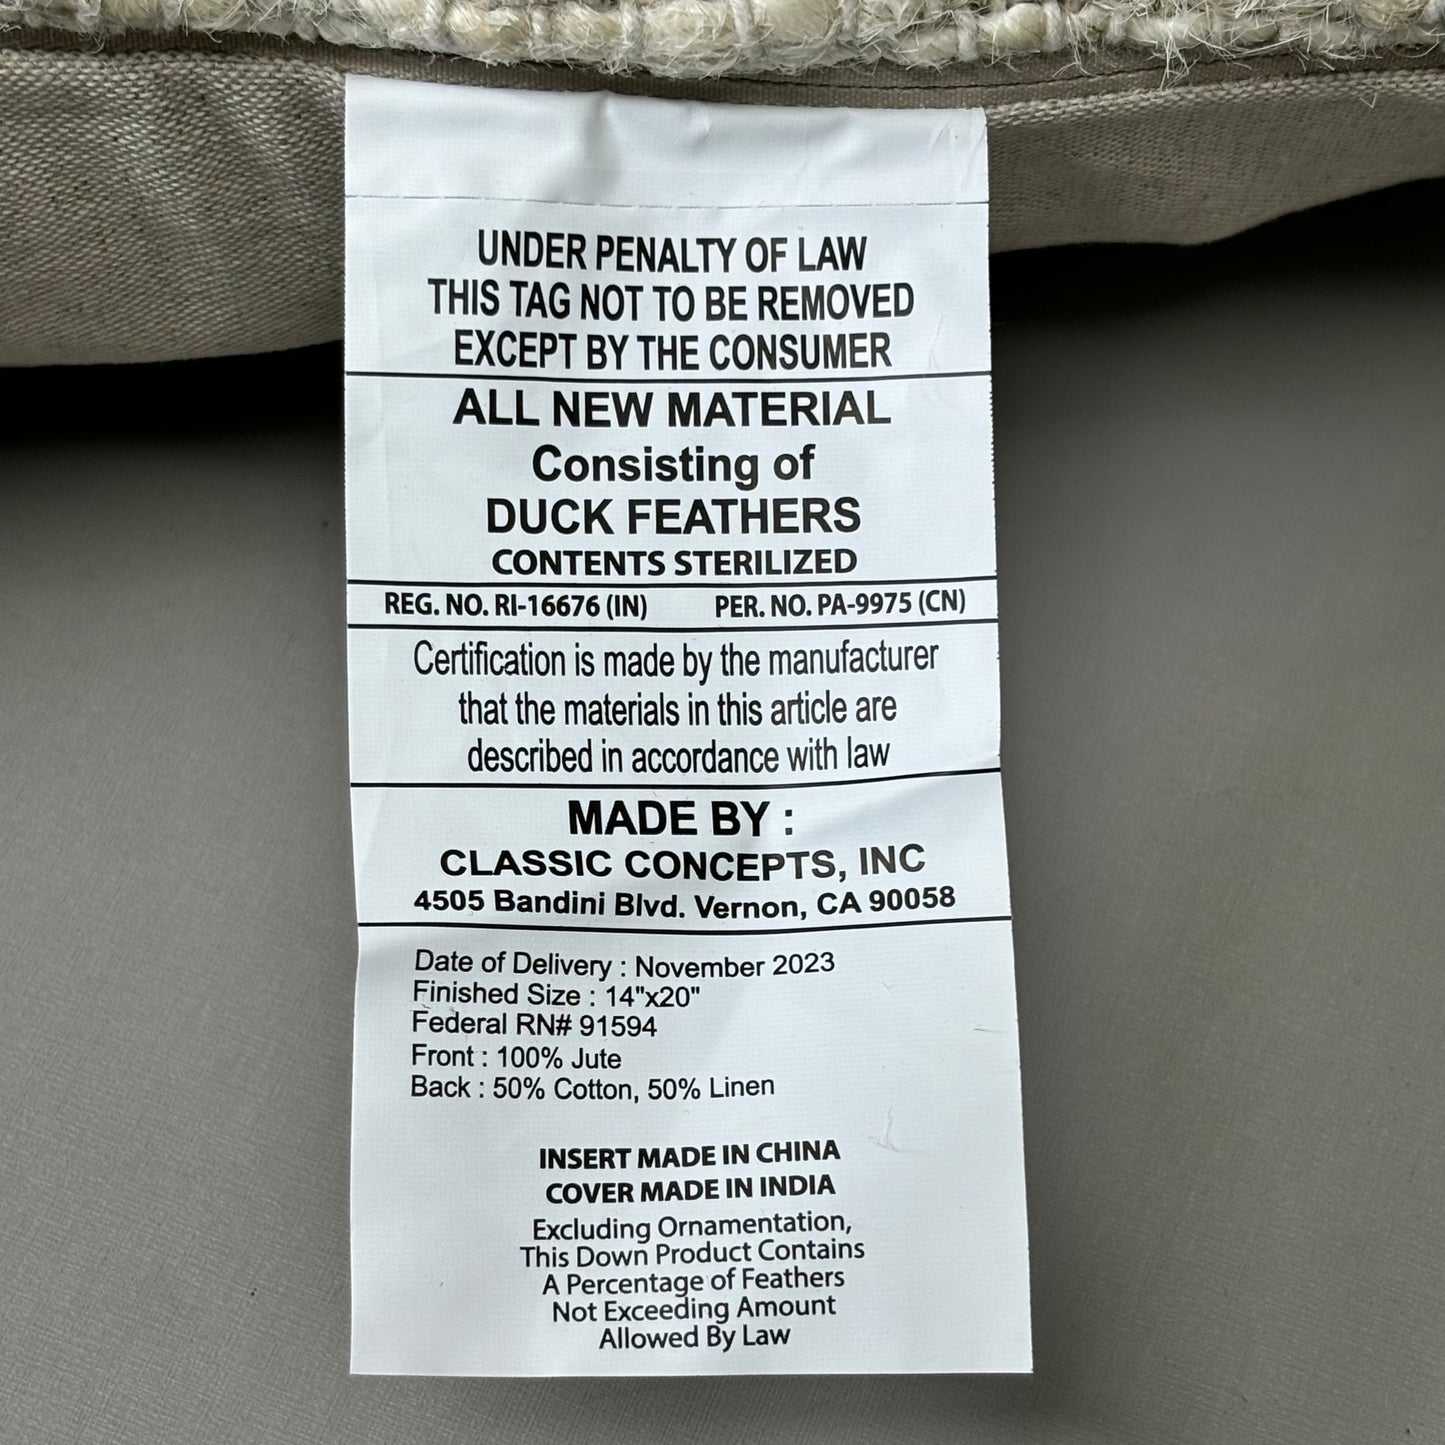 UNDER PENALTY OF LAW
THIS TAG NOT TO BE REMOVED
EXCEPT BY THE CONSUMER
ALL NEW MATERIAL
Consisting of
DUCK FEATHERS
CONTENTS STERILIZED
REG. NO. RI-16676 (IN) PER. NO. PA-9975 (CN)
Certification is made by the manufacturer
that the materials in this article are
described in accordance with law
MADE BY :
CLASSIC CONCEPTS, INC
4505 Bandini Blvd. Vernon, CA 90058
Date of Delivery : November 2023
Finished Size : 14"x20"
Federal RN# 91594
Front : 100% Jute
Back : 50% Cotton, 50% Linen
INSERT MADE IN CHINA
COVER MADE IN INDIA
Excluding Ornamentation,
This Down Product Contains
A Percentage of Feathers
Not Exceeding Amount
Allowed By Law